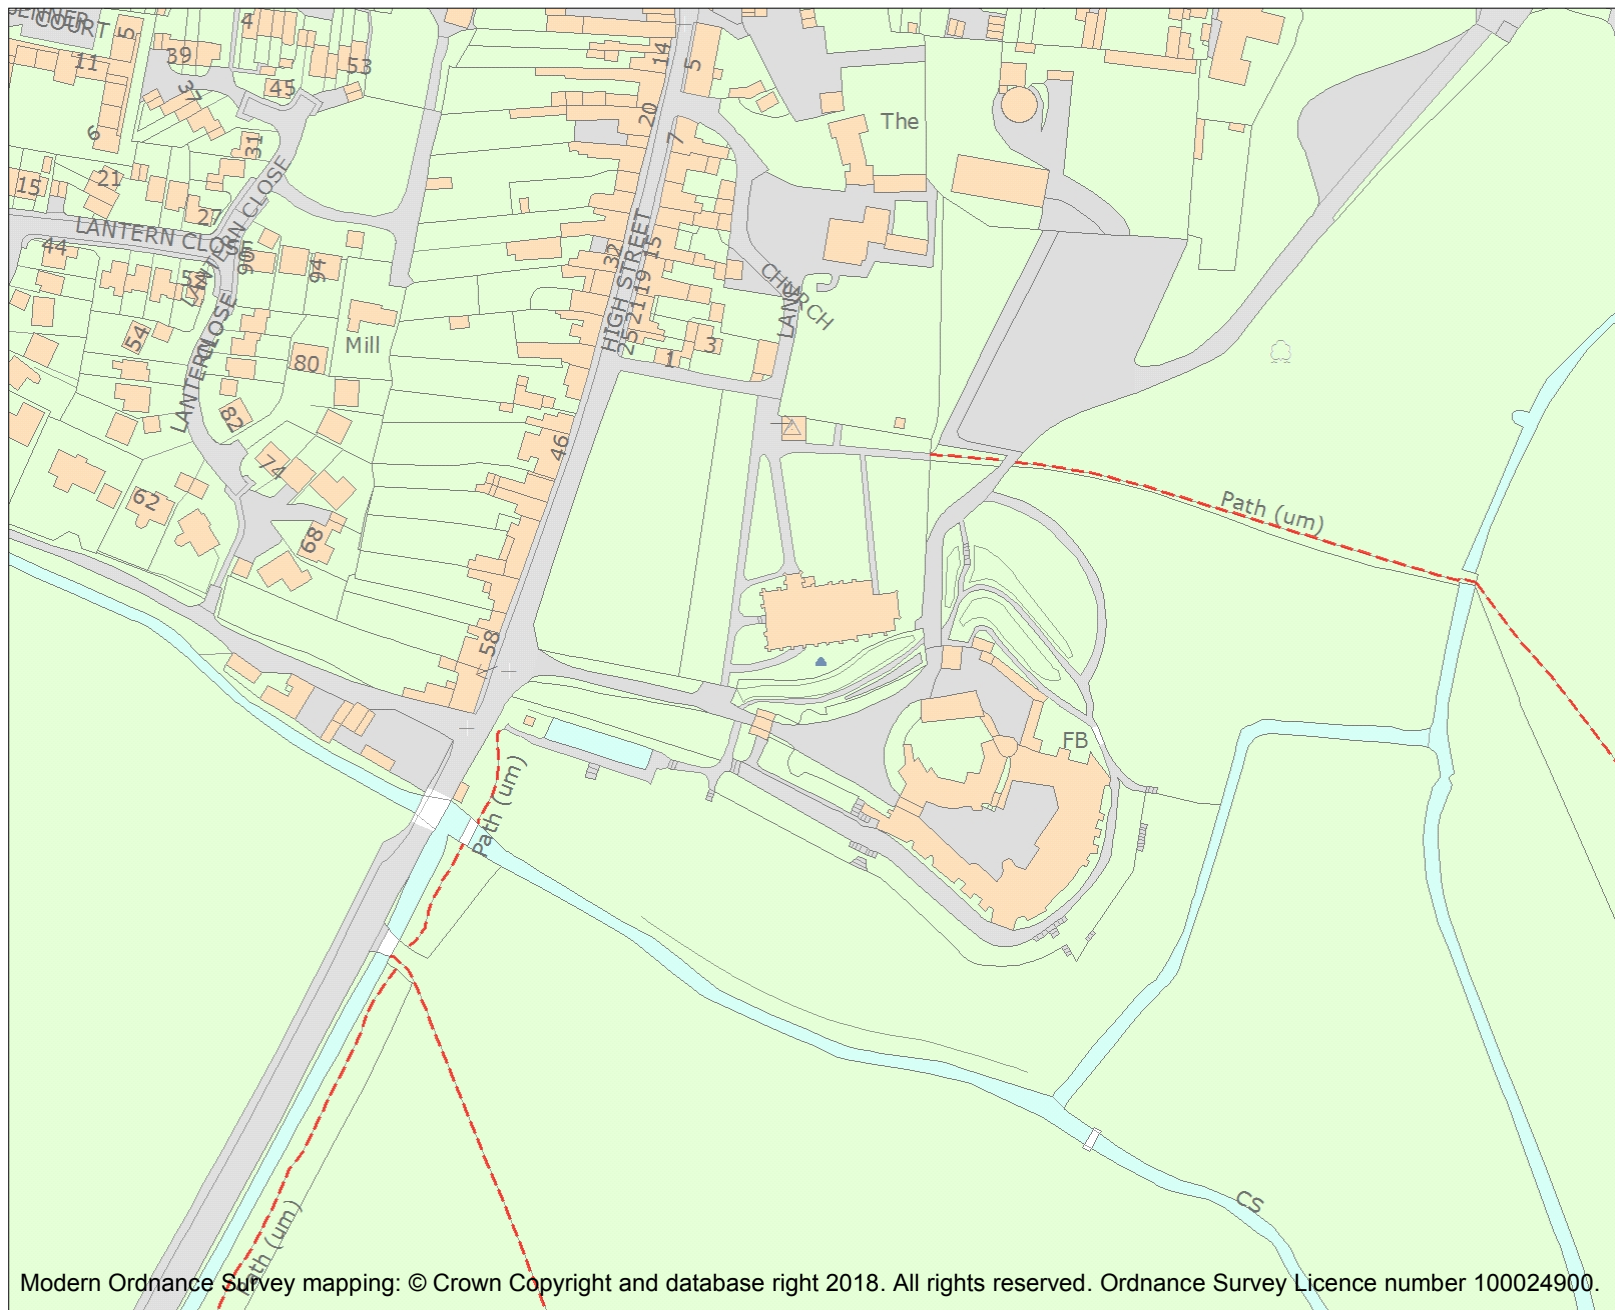 JENNER
COURT
5
4
39
53
11
37
45
6
31
21
15
27
LANTERN CLOSE
LANTERN CLO
44
52
90
94
54
LANTERN
CLOSE
Mill
80
82
74
62
68
14
5
20
7
The
HIGH STREET
32
15
19
21
25
1
3
CHURCH
LANE
46
58
Path (um)
FB
Path (um)
CS
Path (um)
Modern Ordnance Survey mapping: © Crown Copyright and database right 2018. All rights reserved. Ordnance Survey Licence number 100024900.